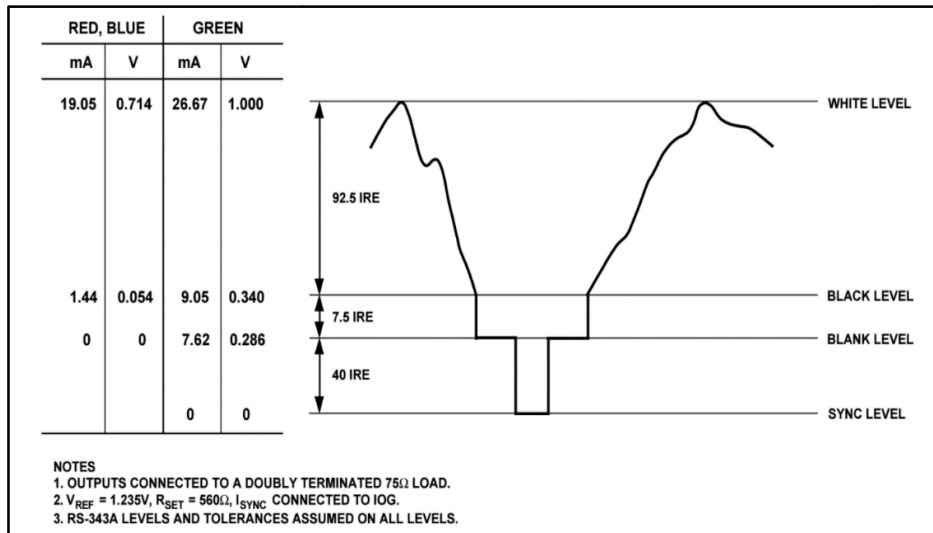 RED, BLUE GREEN
mA V mA V
19.05 0.714 26.67 1.000 WHITE LEVEL
92.5 IRE
1.44 0.054 9.05 0.340 BLACK LEVEL
7.5 IRE
0 0 7.62 0.286 BLANK LEVEL
40 IRE
0 0 SYNC LEVEL
NOTES
1. OUTPUTS CONNECTED TO A DOUBLY TERMINATED 75Ω LOAD.
2. VREF = 1.235V, RSET = 560Ω, ISYNC CONNECTED TO IOG.
3. RS-343A LEVELS AND TOLERANCES ASSUMED ON ALL LEVELS.